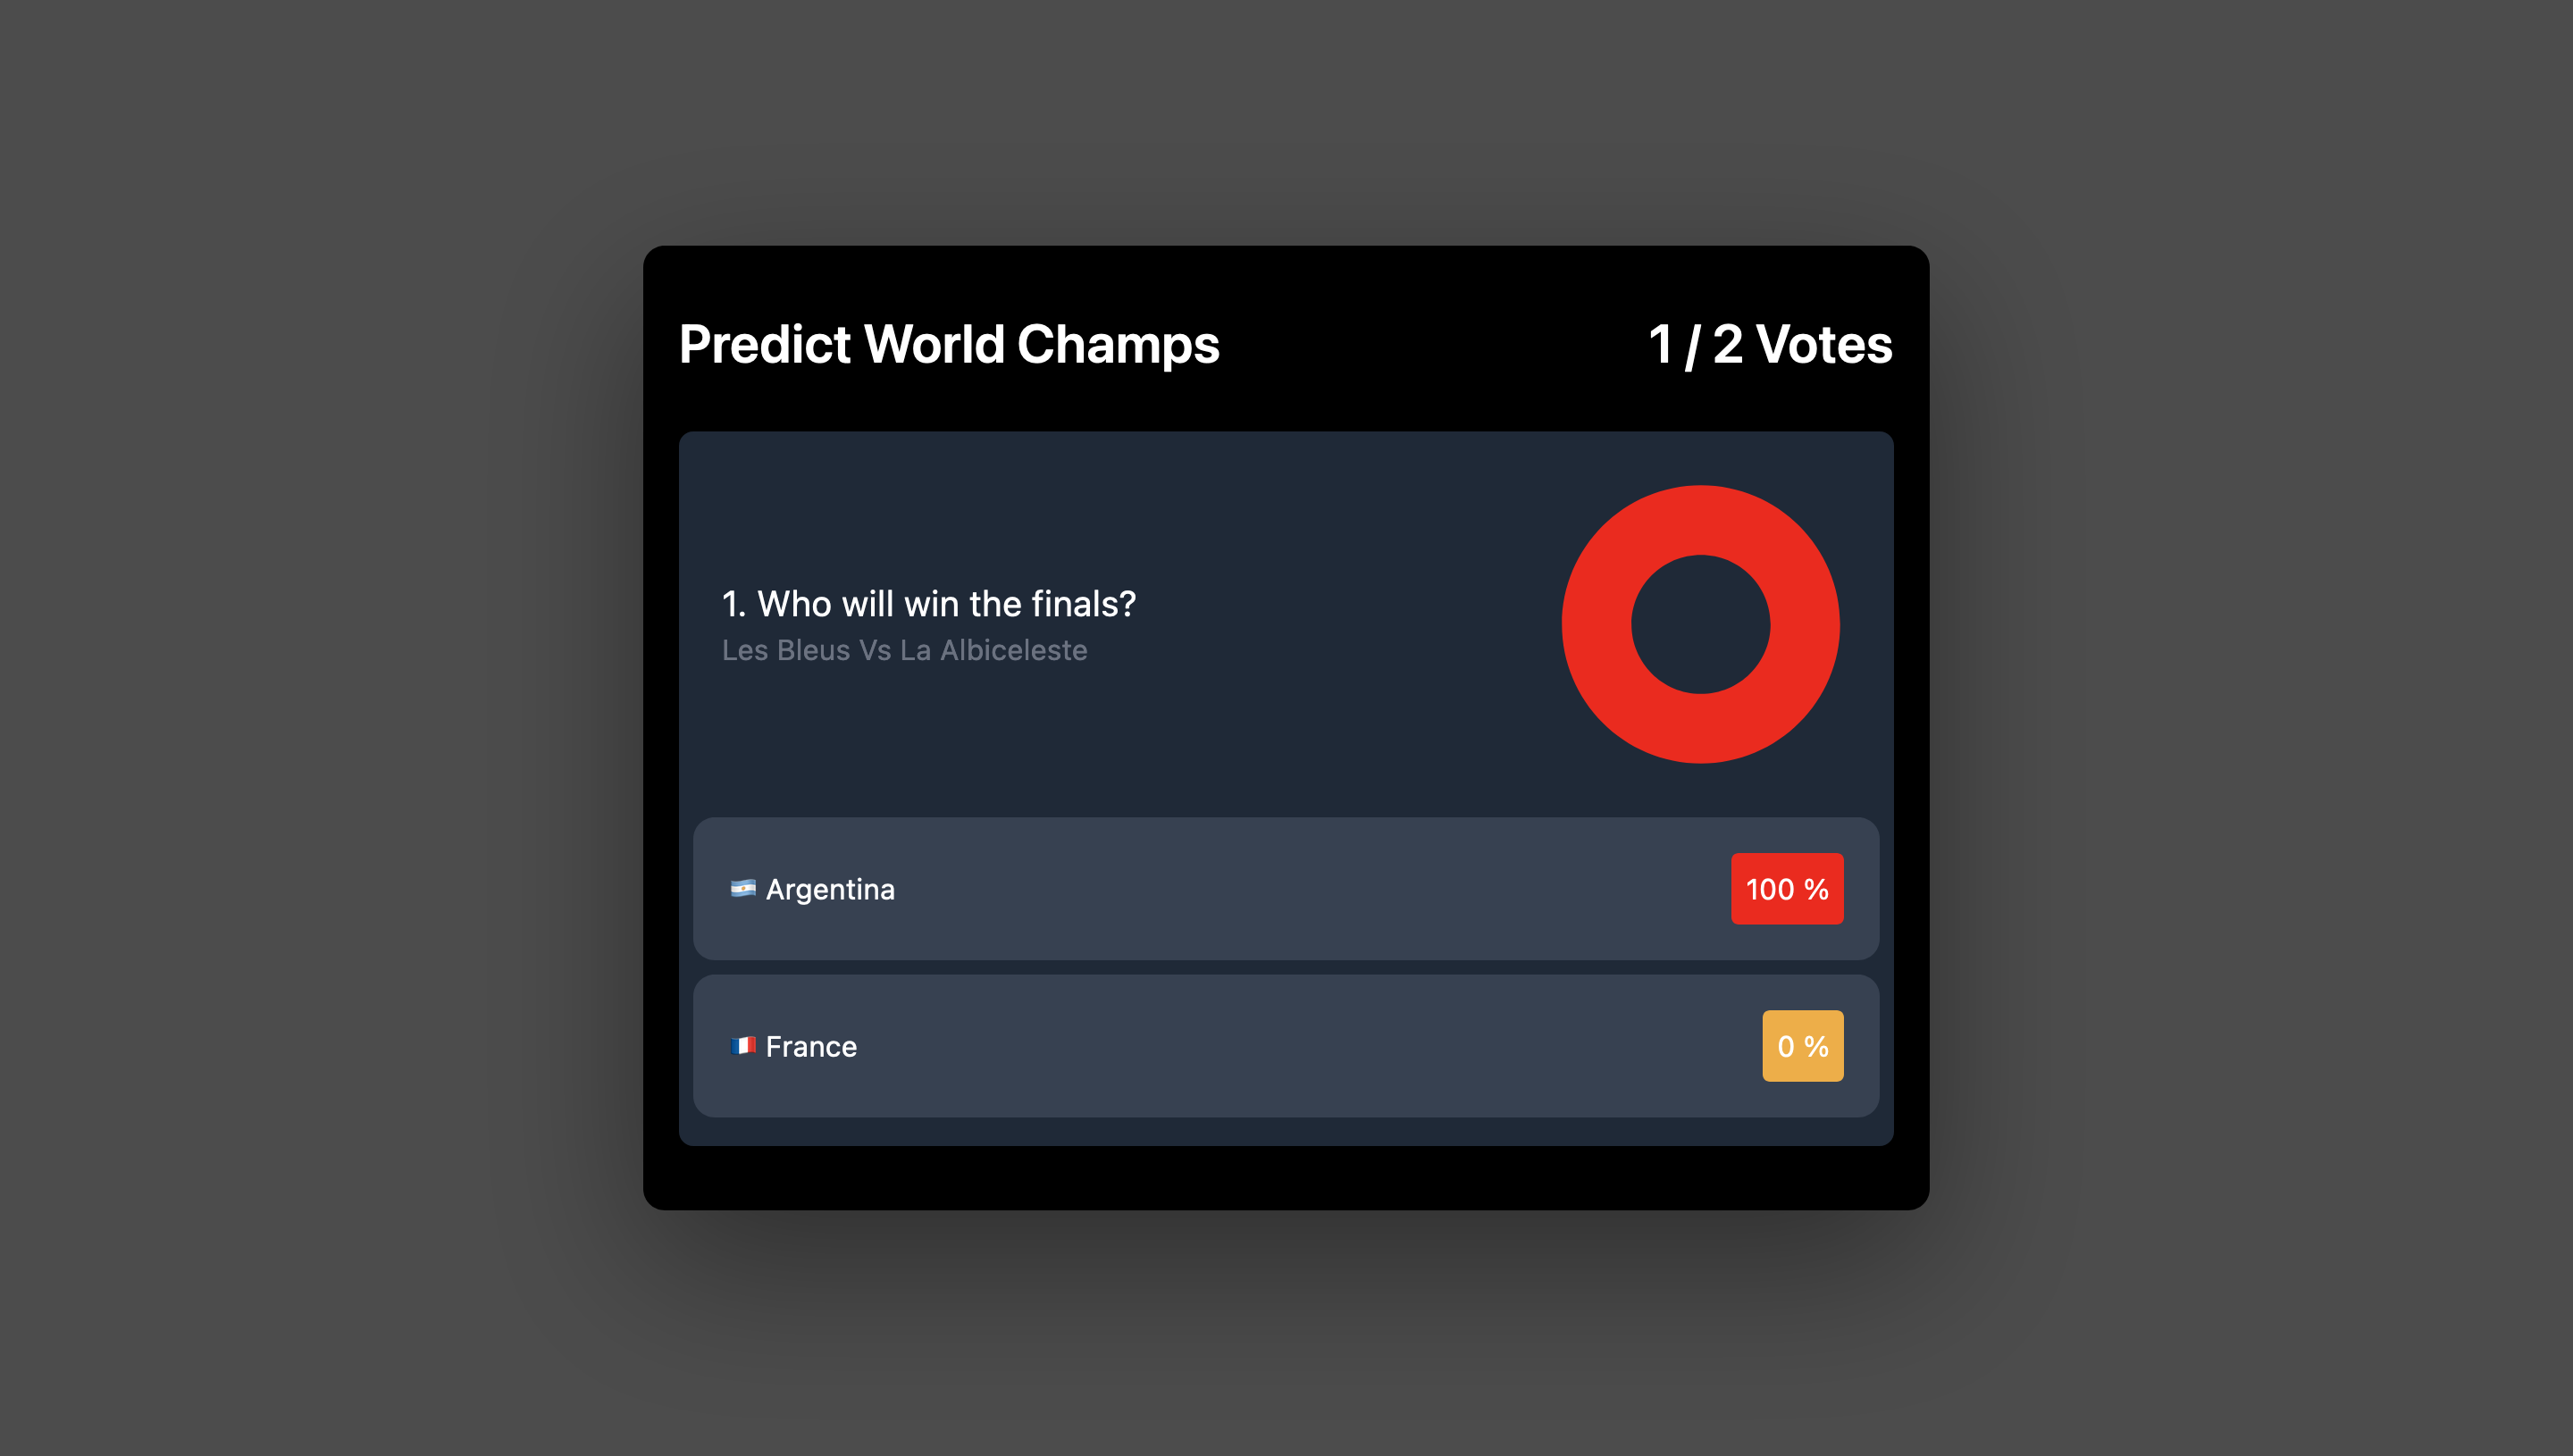 Predict World Champs
1 / 2 Votes
1. Who will win the finals?
Les Bleus Vs La Albiceleste
🇦🇷 Argentina
100 %
🇫🇷 France
0 %